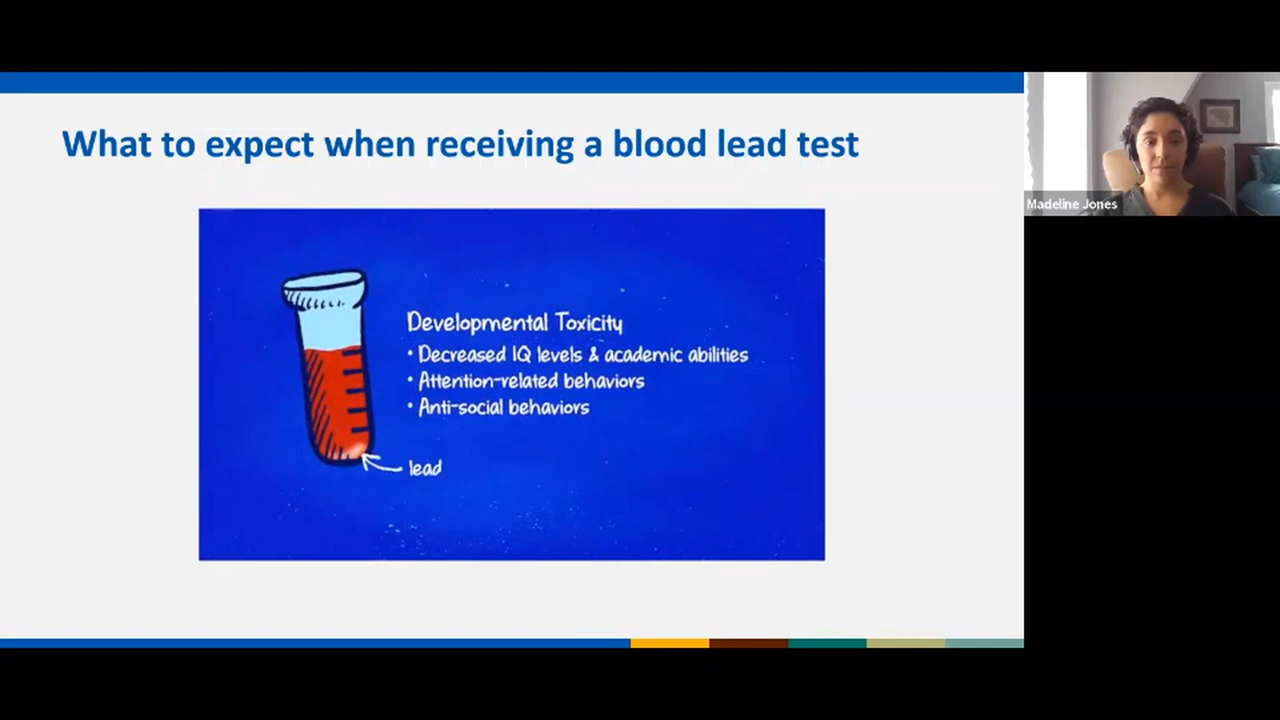 What to expect when receiving a blood lead test
Madeline Jones
Developmental Toxicity
• Decreased IQ levels & academic abilities
• Attention-related behaviors
• Anti-social behaviors
lead